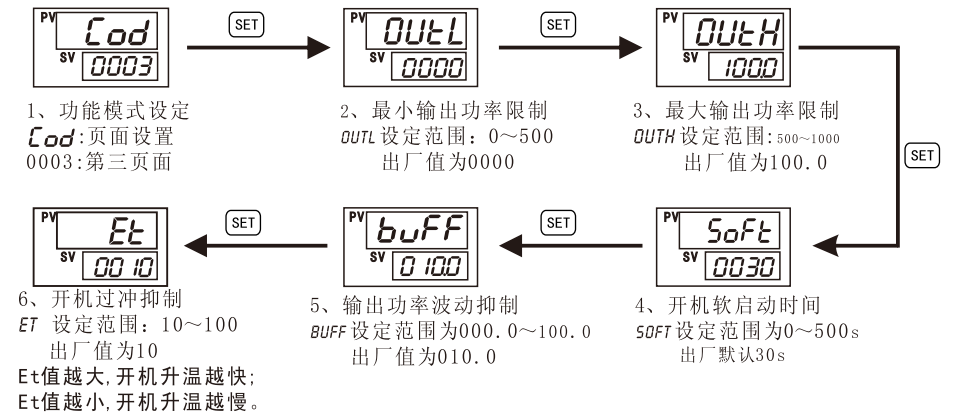 PV Cod
SV 0003
SET
PV OUtL
SV 0000
SET
PV OUtH
SV 100.0
SET
1、功能模式设定
Cod:页面设置
0003:第三页面
2、最小输出功率限制
OUTL 设定范围：0～500
出厂值为0000
3、最大输出功率限制
OUTH 设定范围:500～1000
出厂值为100.0
PV SoFt
SV 0030
SET
PV buFF
SV 010.0
SET
PV Et
SV 0010
4、开机软启动时间
SOFT 设定范围为0～500s
出厂默认30s
5、输出功率波动抑制
BUFF 设定范围为000.0～100.0
出厂值为010.0
6、开机过冲抑制
ET 设定范围：10～100
出厂值为10
Et值越大,开机升温越快;
Et值越小,开机升温越慢。